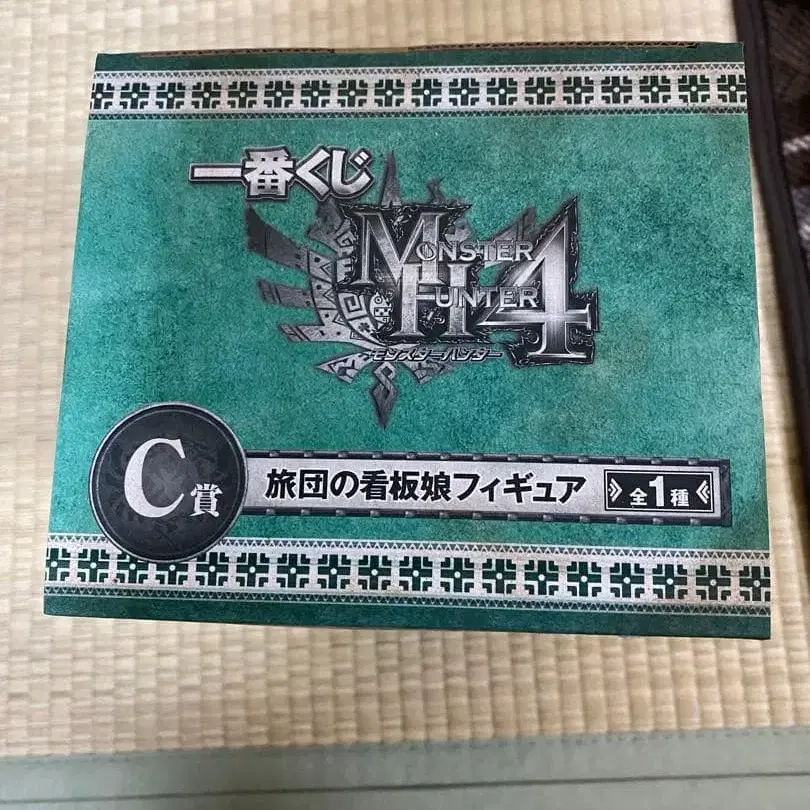 一番くじ
MONSTER
HUNTER 4
モンスターハンター
C賞
旅団の看板娘フィギュア
全1種